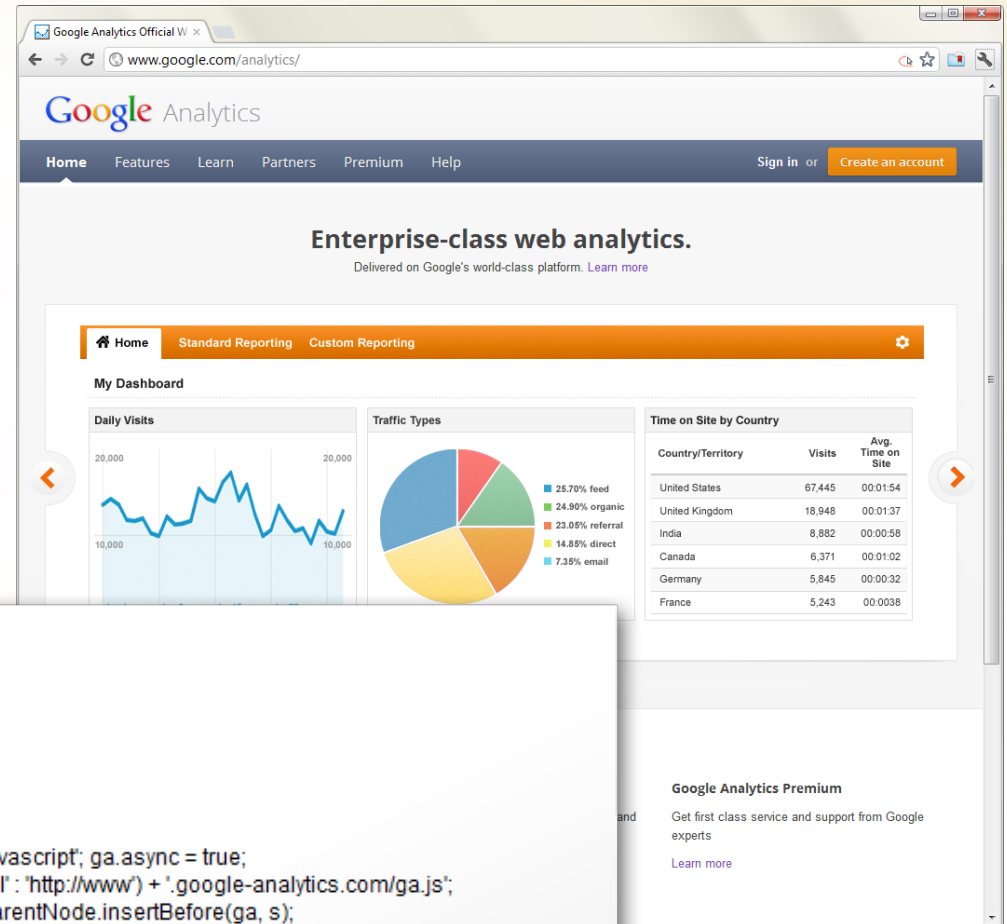 Google Analytics Official W
www.google.com/analytics/
Google Analytics
Home Features Learn Partners Premium Help Sign in or Create an account
Enterprise-class web analytics.
Delivered on Google's world-class platform. Learn more
Home Standard Reporting Custom Reporting
My Dashboard
Daily Visits
20,000 20,000
10,000 10,000
Traffic Types
25.70% feed
24.90% organic
23.05% referral
14.85% direct
7.35% email
Time on Site by Country
Country/Territory Visits Avg. Time on Site
United States 67,445 00:01:54
United Kingdom 18,948 00:01:37
India 8,882 00:00:58
Canada 6,371 00:01:02
Germany 5,845 00:00:32
France 5,243 00:0038
and
Google Analytics Premium
Get first class service and support from Google
experts
Learn more
vascript'; ga.async = true;
l' : 'http://www') + '.google-analytics.com/ga.js';
arentNode.insertBefore(ga, s);